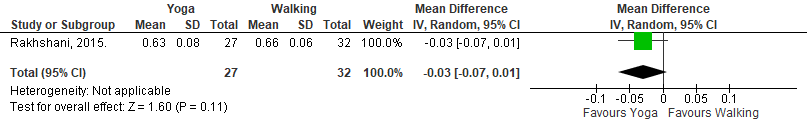 Yoga Walking Mean Difference Mean Difference
Study or Subgroup Mean SD Total Mean SD Total Weight IV, Random, 95% CI IV, Random, 95% CI
Rakhshani, 2015. 0.63 0.08 27 0.66 0.06 32 100.0% -0.03 [-0.07, 0.01]
Total (95% CI) 27 32 100.0% -0.03 [-0.07, 0.01]
Heterogeneity: Not applicable
Test for overall effect: Z = 1.60 (P = 0.11)
-0.1 -0.05 0 0.05 0.1
Favours Yoga Favours Walking